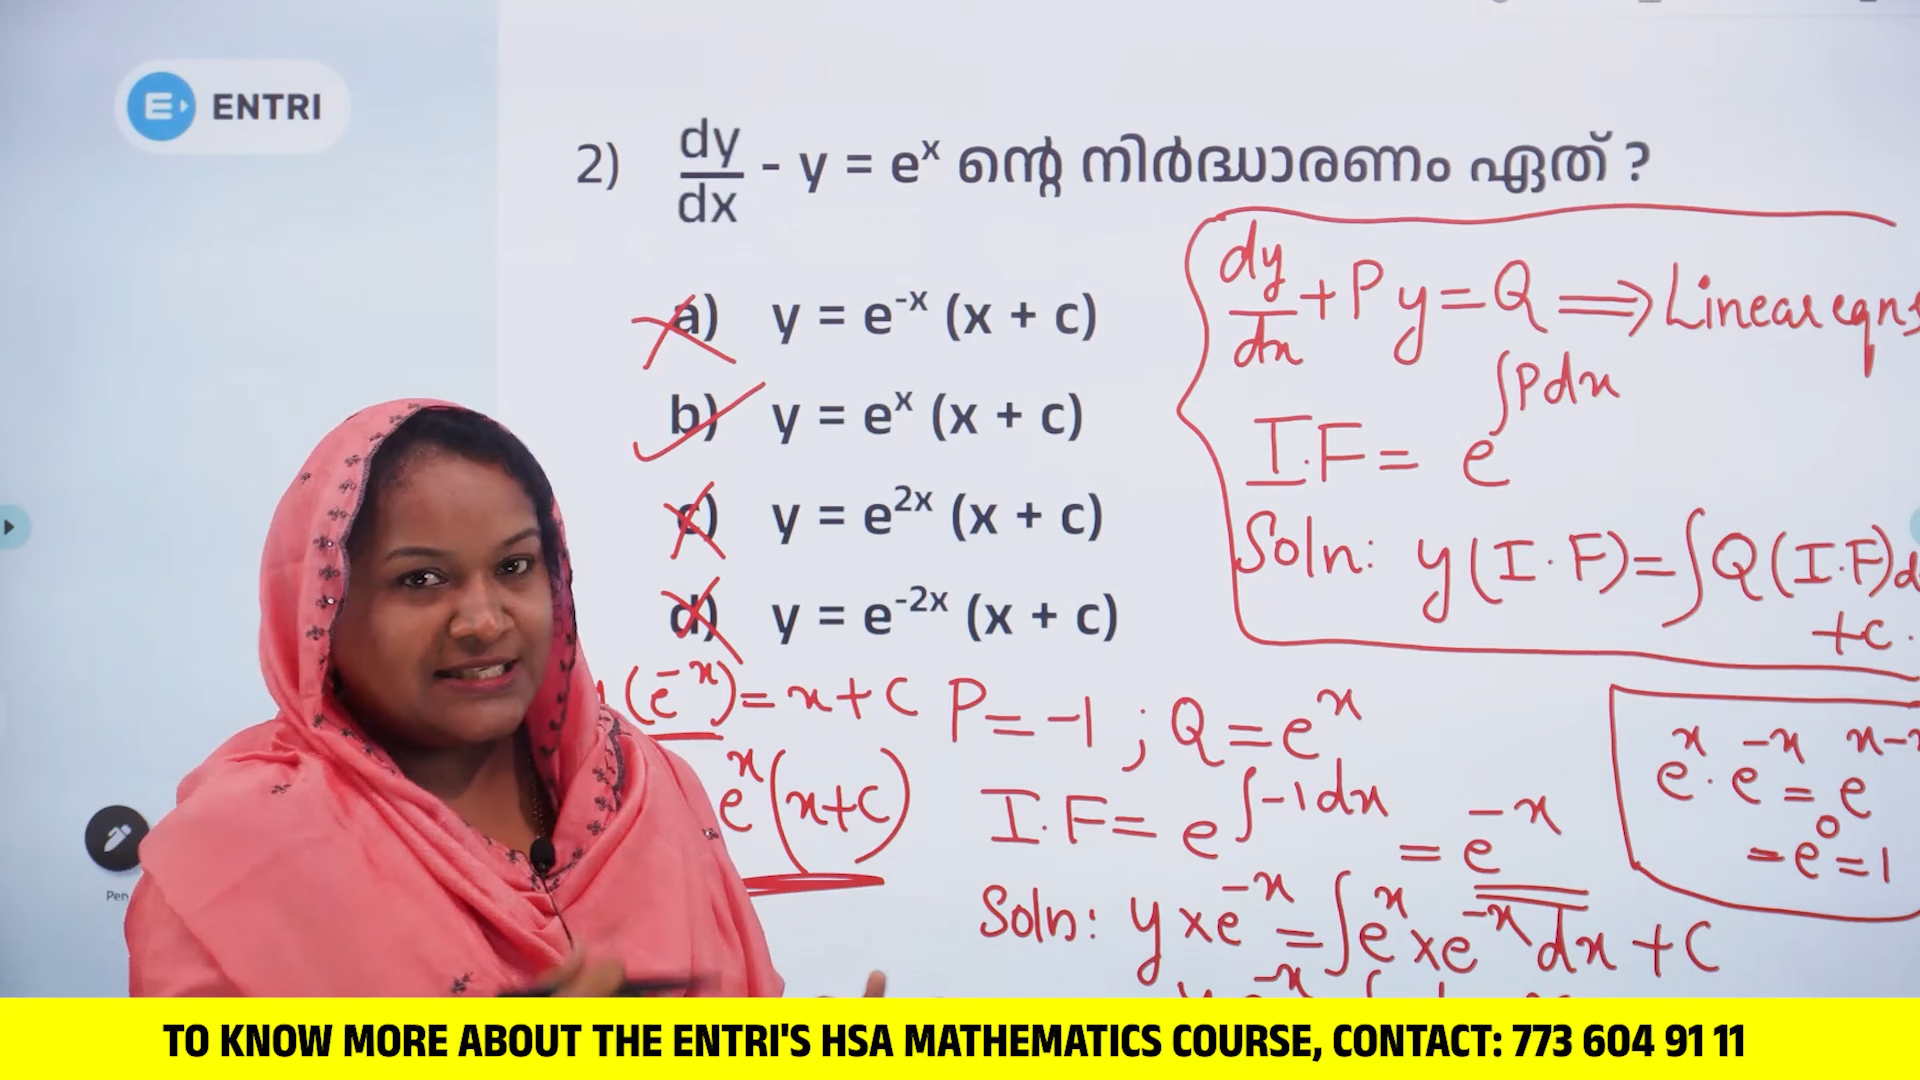 ENTRI
2) dy/dx - y = eˣ ന്റെ നിർദ്ധാരണം ഏത് ?
a) y = e⁻ˣ (x + c)
b) y = eˣ (x + c)
c) y = e²ˣ (x + c)
d) y = e⁻²ˣ (x + c)
dy/dx + Py = Q ⟹ Linear eqn
I.F = e^∫Pdx
Soln: y(I.F) = ∫Q(I.F)d
+c.
(e⁻ˣ) = x+c
eˣ(x+c)
P = -1 ; Q = eˣ
I.F = e^∫-1dx = e⁻ˣ
Soln: y×e⁻ˣ = ∫eˣ×e⁻ˣdx + C
eˣ.e⁻ˣ = e
= e⁰ = 1
Pen
TO KNOW MORE ABOUT THE ENTRI'S HSA MATHEMATICS COURSE, CONTACT: 773 604 91 11